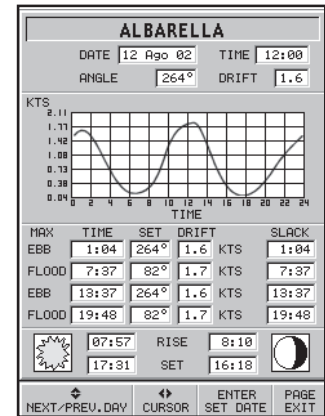 ALBARELLA
DATE 12 Ago 02 TIME 12:00
ANGLE 264° DRIFT 1.6
KTS
2.11
1.77
1.42
1.08
0.73
0.38
0.04
0 2 4 6 8 10 12 14 16 18 20 22 24
TIME
MAX TIME SET DRIFT SLACK
EBB 1:04 264° 1.6 KTS 1:04
FLOOD 7:37 82° 1.7 KTS 7:37
EBB 13:37 264° 1.6 KTS 13:37
FLOOD 19:48 82° 1.7 KTS 19:48
07:57 RISE 8:10
17:31 SET 16:18
NEXT/PREV.DAY CURSOR ENTER SET DATE PAGE EXIT